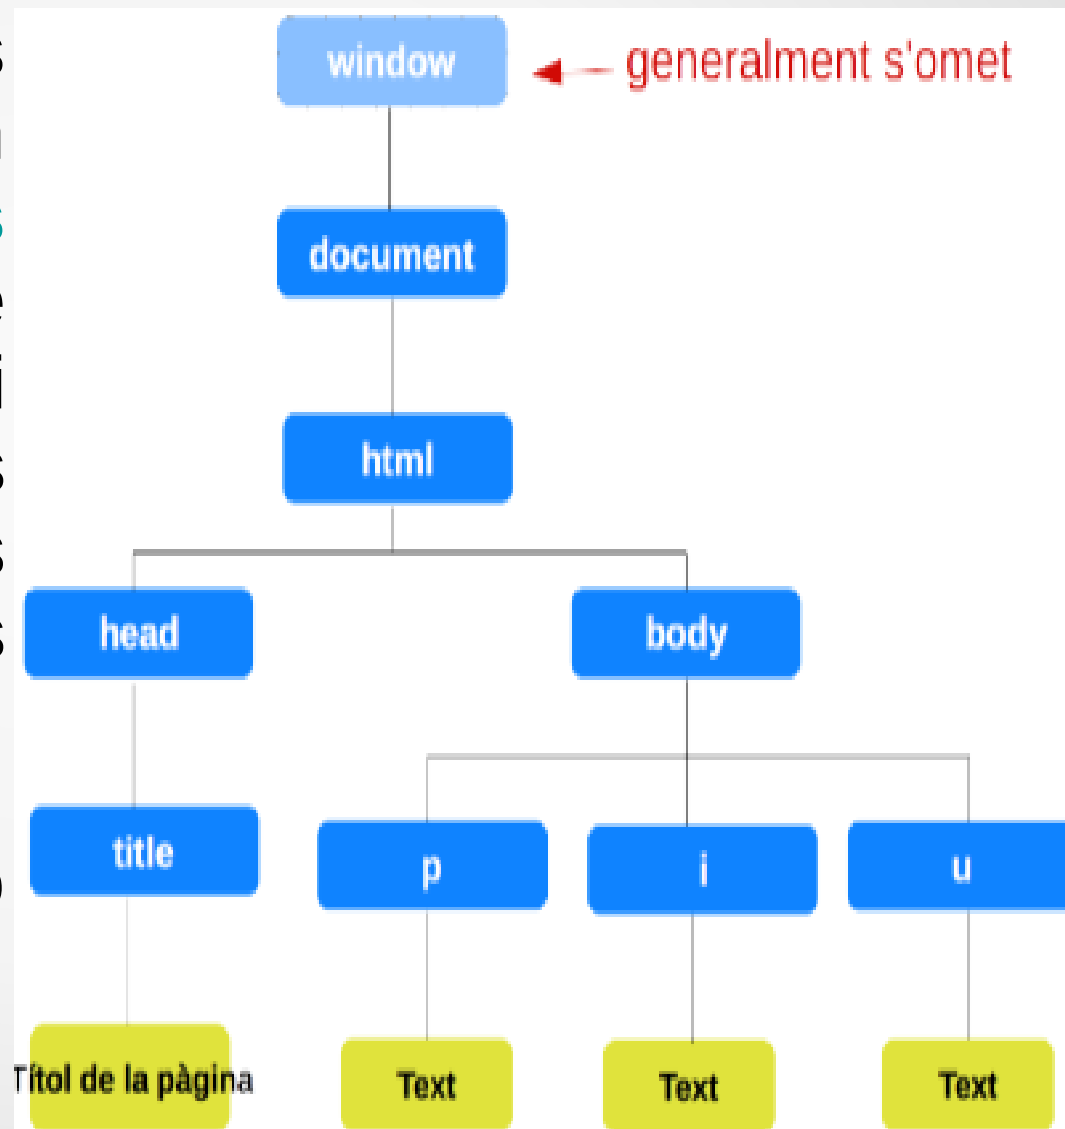 window
generalment s'omet
document
html
head
body
title
p
i
u
Títol de la pàgina
Text
Text
Text